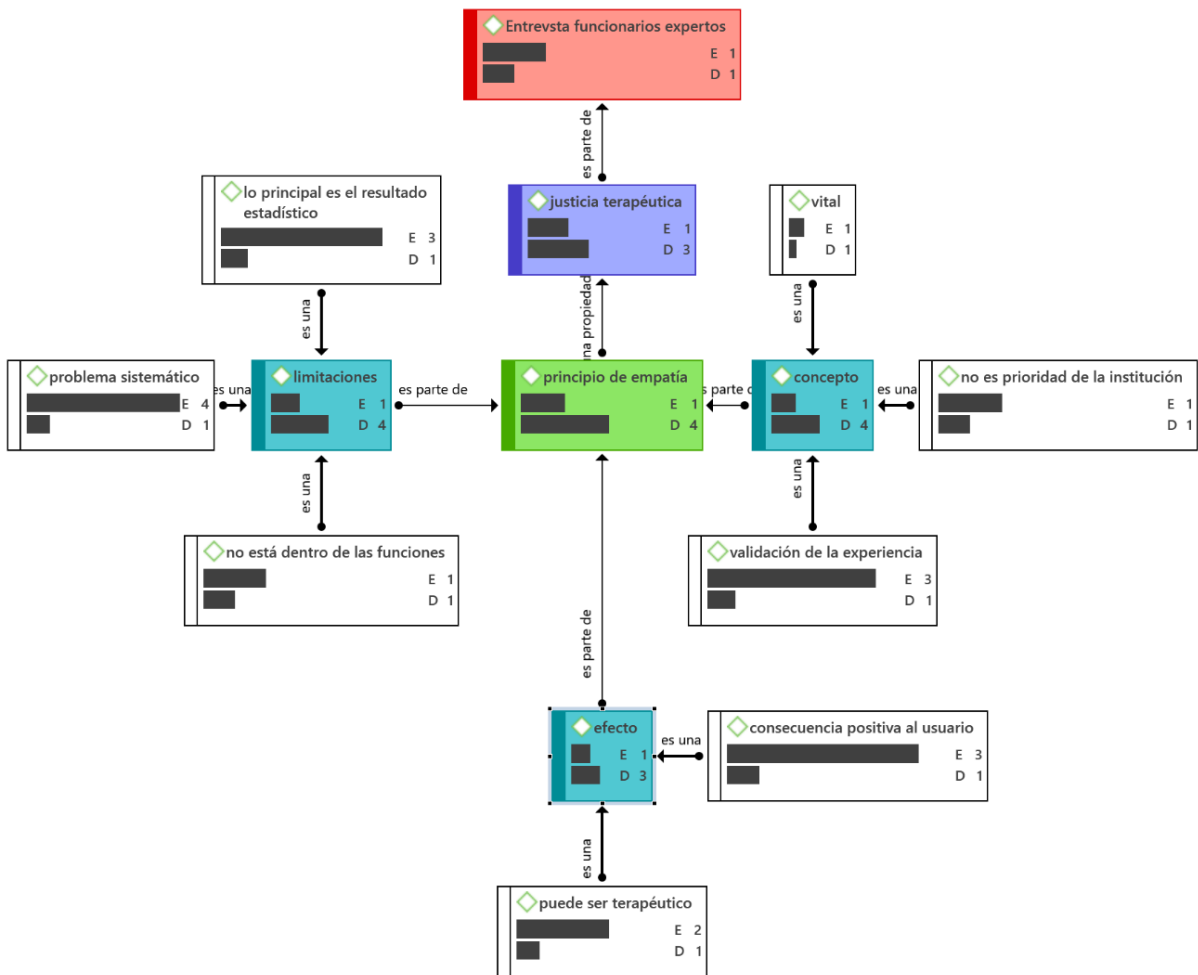 Entrevsta funcionarios expertos
E 1
D 1
es parte de
lo principal es el resultado
estadístico
E 3
D 1
justicia terapéutica
E 1
D 3
vital
E 1
D 1
es una
una propiedad
es una
problema sistemático
E 4
D 1
es una
limitaciones
E 1
D 4
es parte de
principio de empatía
E 1
D 4
es parte d
concepto
E 1
D 4
es una
no es prioridad de la institución
E 1
D 1
es una
es una
no está dentro de las funciones
E 1
D 1
validación de la experiencia
E 3
D 1
es parte de
efecto
E 1
D 3
es una
consecuencia positiva al usuario
E 3
D 1
es una
puede ser terapéutico
E 2
D 1